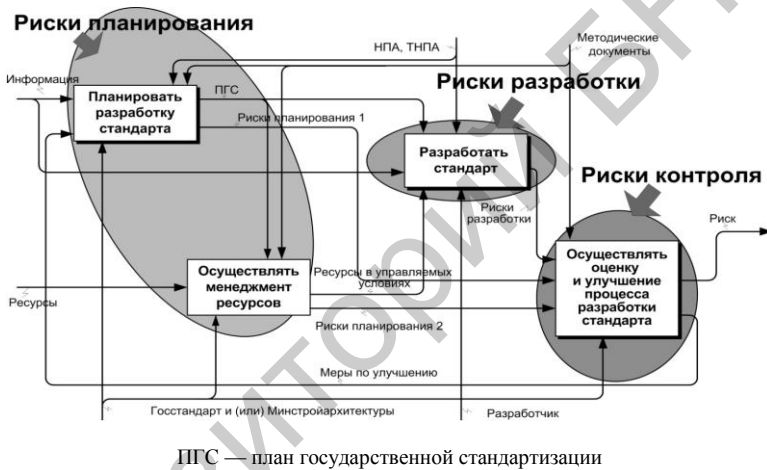 Риски планирования
НПА, ТНПА
Методические
документы
Информация
Риски разработки
Планировать
разработку
стандарта
ПГС
Риски планирования 1
Разработать
стандарт
Риски контроля
Риски
разработки
Риск
Осуществлять
менеджмент
ресурсов
Ресурсы в управляемых
условиях
Осуществлять
оценку
и улучшение
процесса
разработки
стандарта
Ресурсы
Риски планирования 2
Меры по улучшению
Госстандарт и (или) Минстройархитектуры
Разработчик
ПГС — план государственной стандартизации